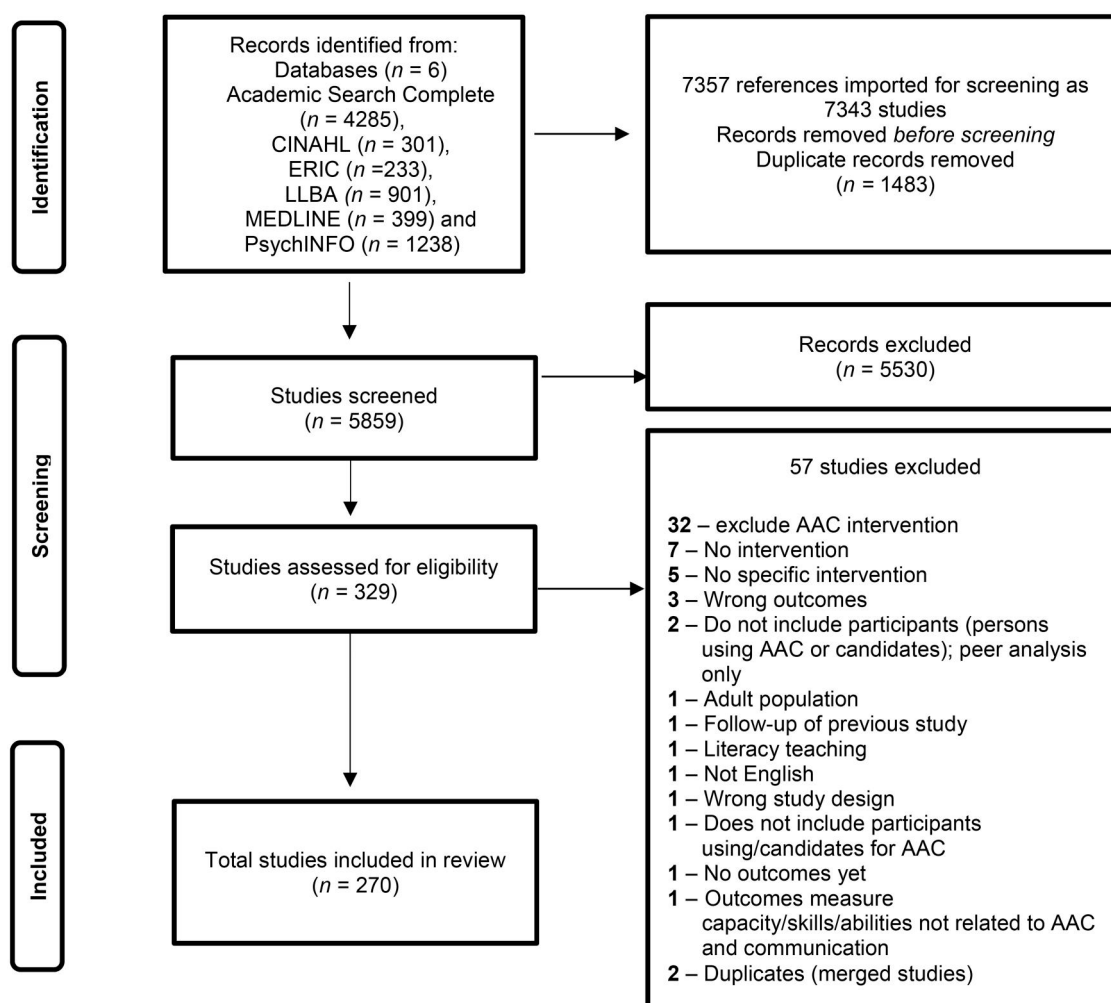 Identification
Records identified from:
Databases (n = 6)
Academic Search Complete
(n = 4285),
CINAHL (n = 301),
ERIC (n =233),
LLBA (n = 901),
MEDLINE (n = 399) and
PsychINFO (n = 1238)
7357 references imported for screening as
7343 studies
Records removed before screening
Duplicate records removed
(n = 1483)
Screening
Studies screened
(n = 5859)
Records excluded
(n = 5530)
Studies assessed for eligibility
(n = 329)
57 studies excluded
32 – exclude AAC intervention
7 – No intervention
5 – No specific intervention
3 – Wrong outcomes
2 – Do not include participants (persons
using AAC or candidates); peer analysis
only
1 – Adult population
1 – Follow-up of previous study
1 – Literacy teaching
1 – Not English
1 – Wrong study design
1 – Does not include participants
using/candidates for AAC
1 – No outcomes yet
1 – Outcomes measure
capacity/skills/abilities not related to AAC
and communication
2 – Duplicates (merged studies)
Included
Total studies included in review
(n = 270)